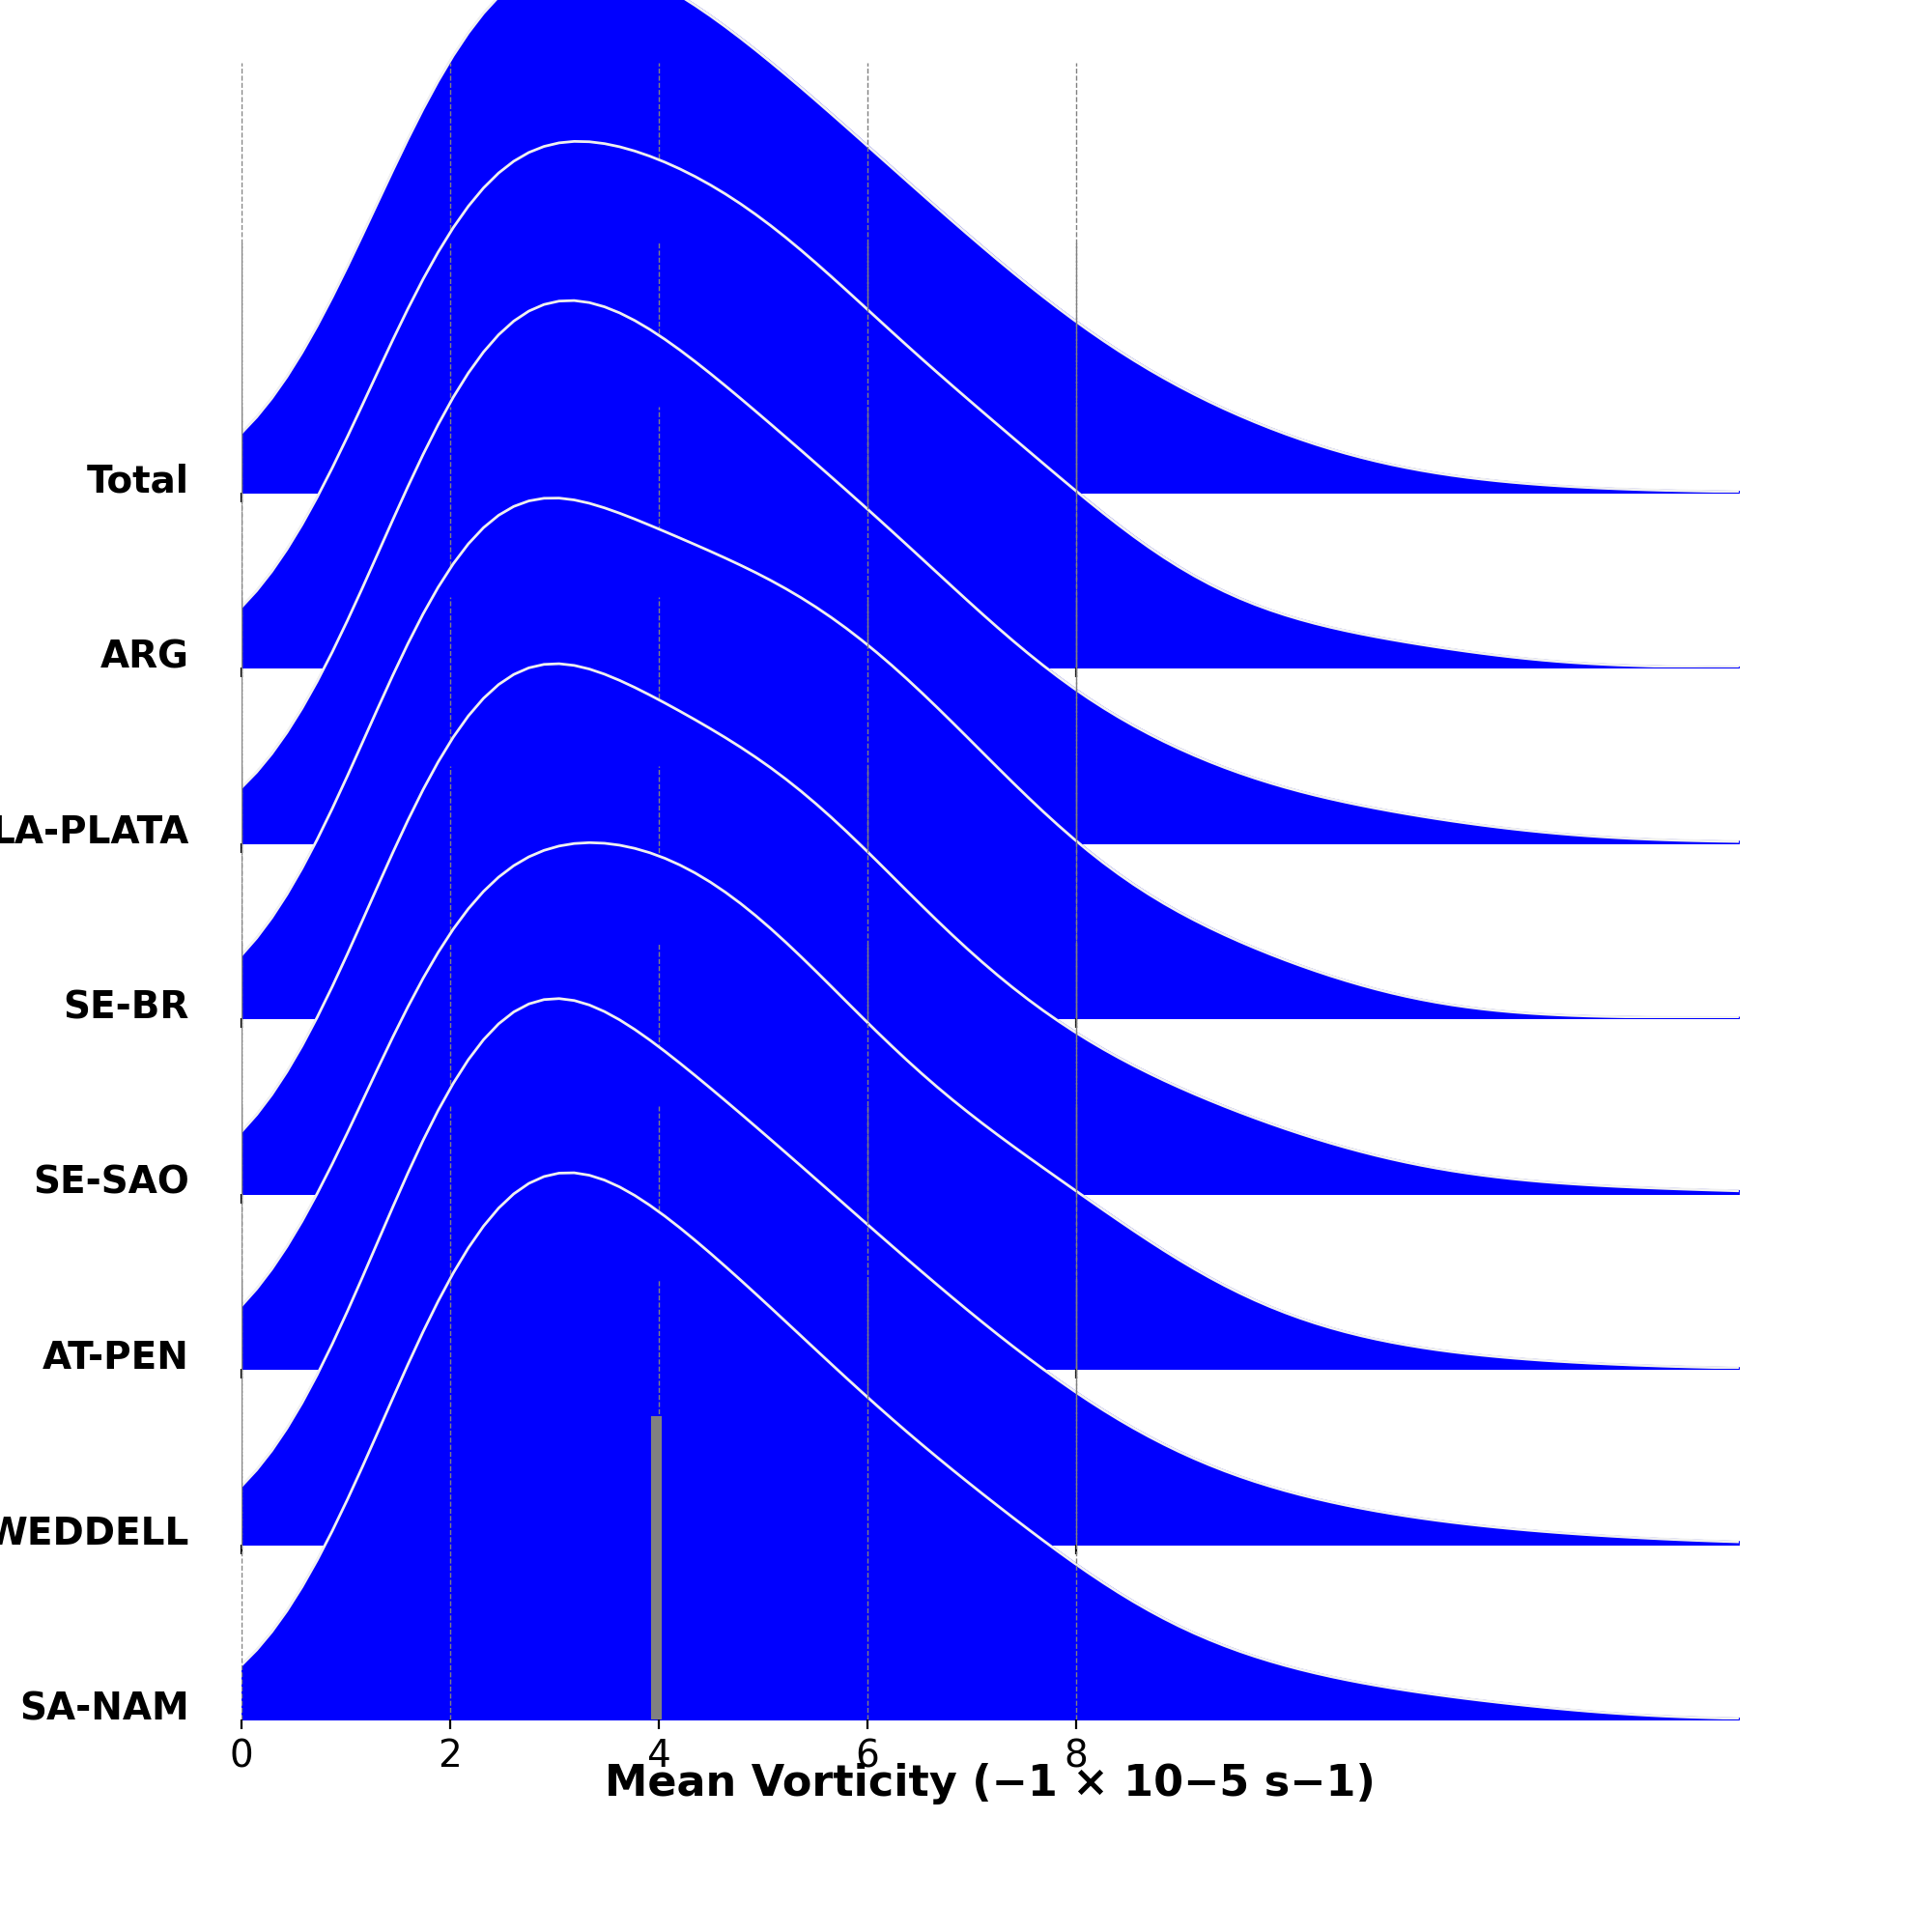 Total
ARG
LA-PLATA
SE-BR
SE-SAO
AT-PEN
WEDDELL
SA-NAM
0 2 4 6 8
Mean Vorticity (−1 × 10−5 s−1)